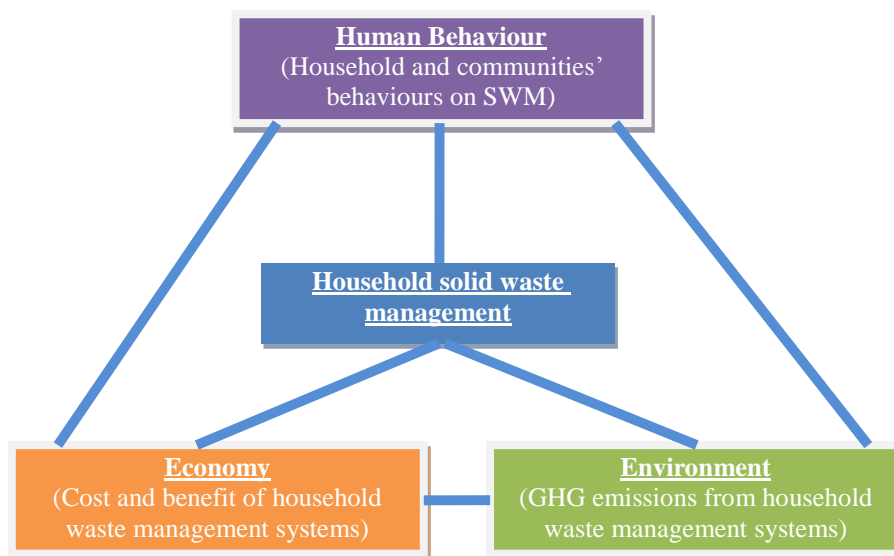 Human Behaviour
(Household and communities’
behaviours on SWM)
Household solid waste
management
Economy
(Cost and benefit of household
waste management systems)
Environment
(GHG emissions from household
waste management systems)